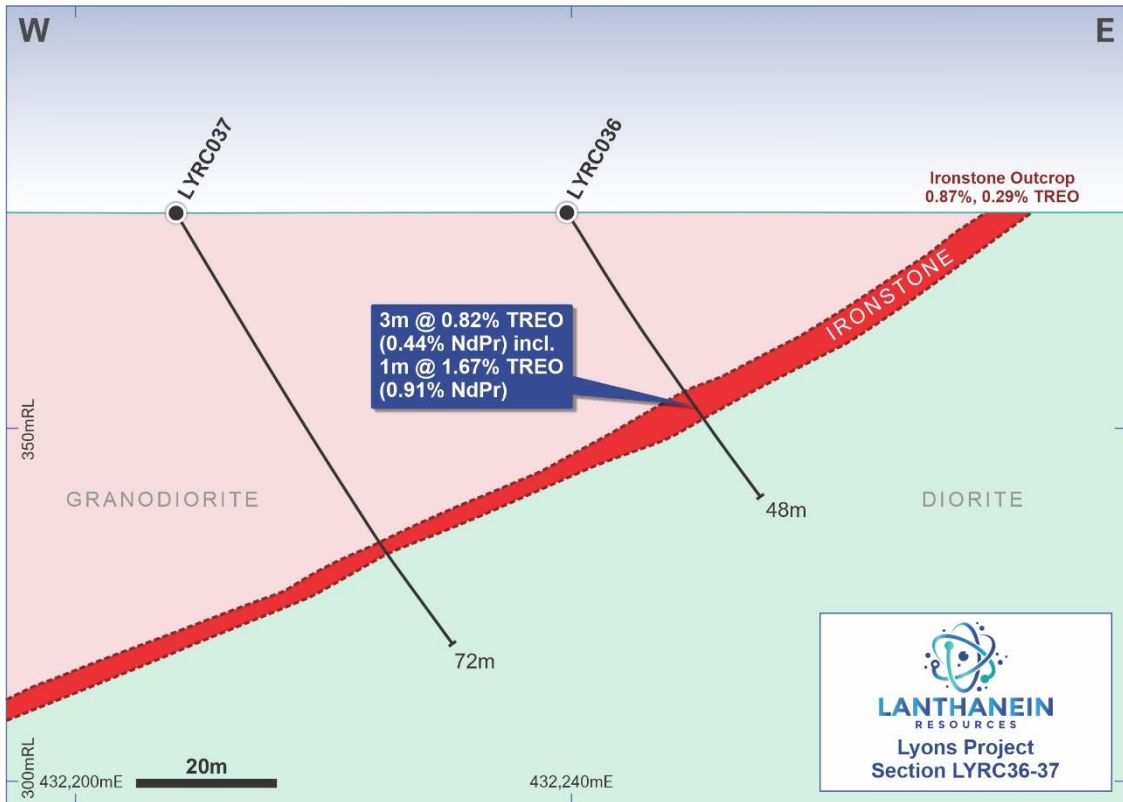 W
E
LYRC037
LYRC036
Ironstone Outcrop
0.87%, 0.29% TREO
IRONSTONE
3m @ 0.82% TREO
(0.44% NdPr) incl.
1m @ 1.67% TREO
(0.91% NdPr)
350mRL
GRANODIORITE
DIORITE
48m
72m
LANTHANEIN
RESOURCES
Lyons Project
Section LYRC36-37
300mRL
432,200mE
20m
432,240mE